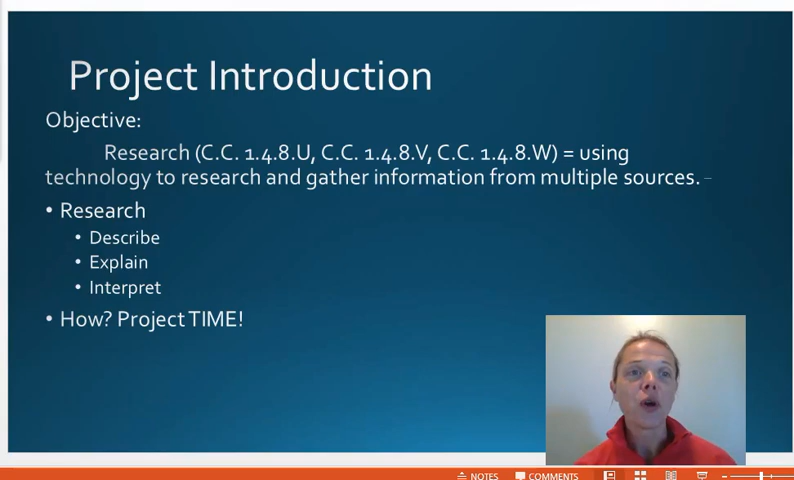 Project Introduction
Objective:
Research (C.C. 1.4.8.U, C.C. 1.4.8.V, C.C. 1.4.8.W) = using
technology to research and gather information from multiple sources. –
• Research
• Describe
• Explain
• Interpret
• How? Project TIME!
NOTES COMMENTS